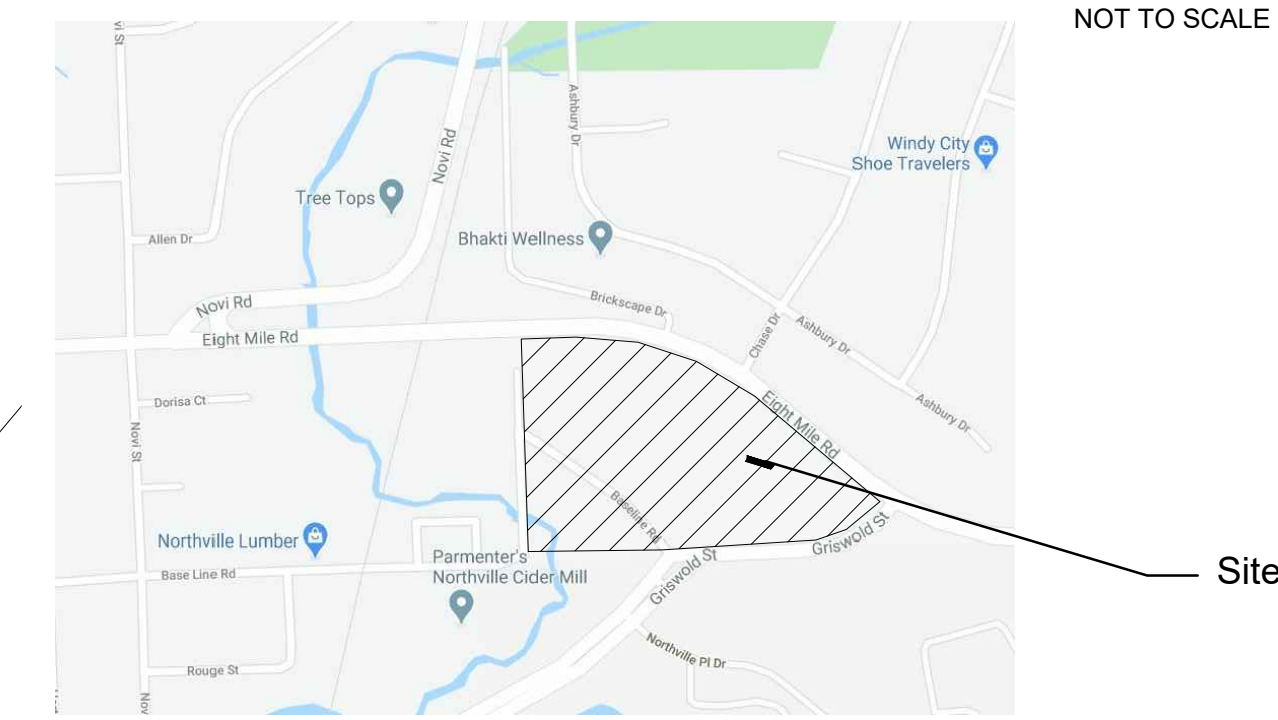 NOT TO SCALE
Novi Rd
Ashbury Dr
Windy City
Shoe Travelers
Tree Tops
Allen Dr
Bhakti Wellness
Novi Rd
Brickscape Dr
Eight Mile Rd
Chase Dr
Ashbury Dr
Dorisa Ct
Eight Mile Rd
Ashbury Dr
Novi St
Baseline Rd
Northville Lumber
Griswold St
Parmenter's
Northville Cider Mill
Base Line Rd
Griswold St
Site
Northville Pl Dr
Rouge St